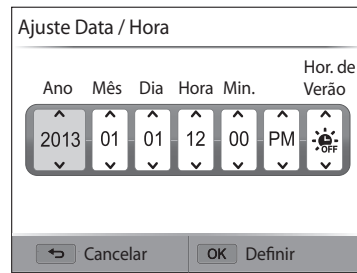 Ajuste Data / Hora
Hor. de
Ano Mês Dia Hora Min. Verão
2013 01 01 12 00 PM OFF
Cancelar OK Definir